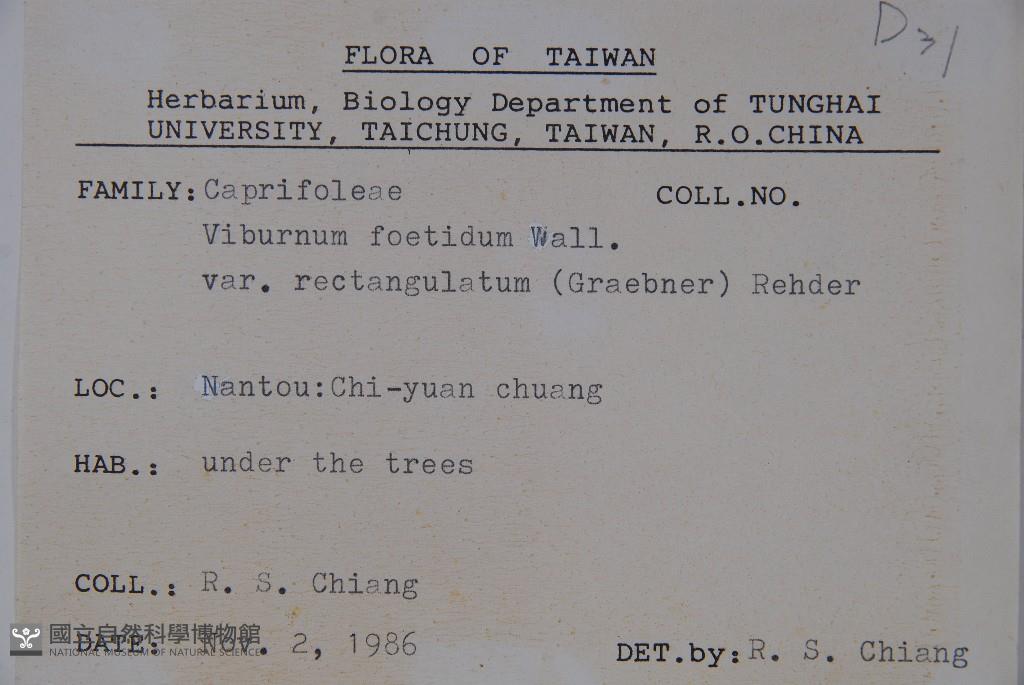 D31
FLORA OF TAIWAN
Herbarium, Biology Department of TUNGHAI
UNIVERSITY, TAICHUNG, TAIWAN, R.O.CHINA
FAMILY: Caprifoleae COLL.NO.
Viburnum foetidum Wall.
var. rectangulatum (Graebner) Rehder
LOC.: Nantou:Chi-yuan chuang
HAB.: under the trees
COLL.: R. S. Chiang
DATE: Nov. 2, 1986
DET.by: R. S. Chiang
國立自然科學博物館
NATIONAL MUSEUM OF NATURAL SCIENCE